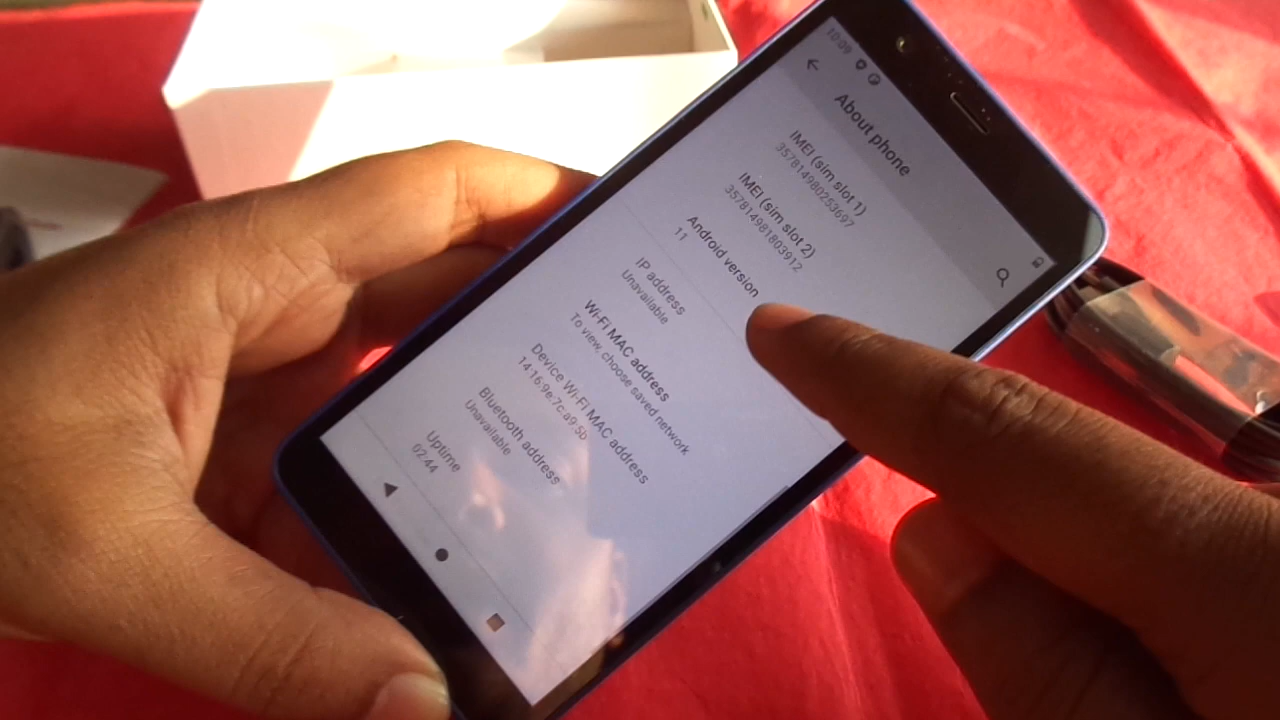 10:09
About phone
IMEI (sim slot 1)
357814980253697
IMEI (sim slot 2)
357814981803912
Android version
11
IP address
Unavailable
Wi-Fi MAC address
To view, choose saved network
Device Wi-Fi MAC address
14:16:9e:7c:a9:5b
Bluetooth address
Unavailable
Uptime
02:44